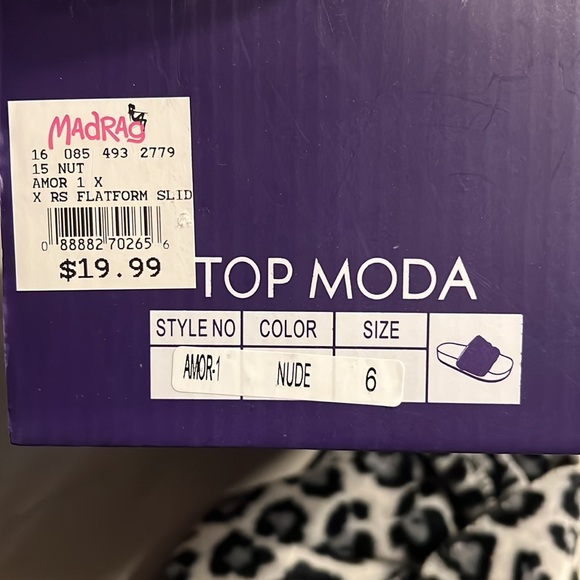 MADRAG
16 085 493 2779
15 NUT
AMOR 1 X
X RS FLATFORM SLID
0 88882 70265 6
$19.99
TOP MODA
STYLE NO COLOR SIZE
AMOR-1 NUDE 6